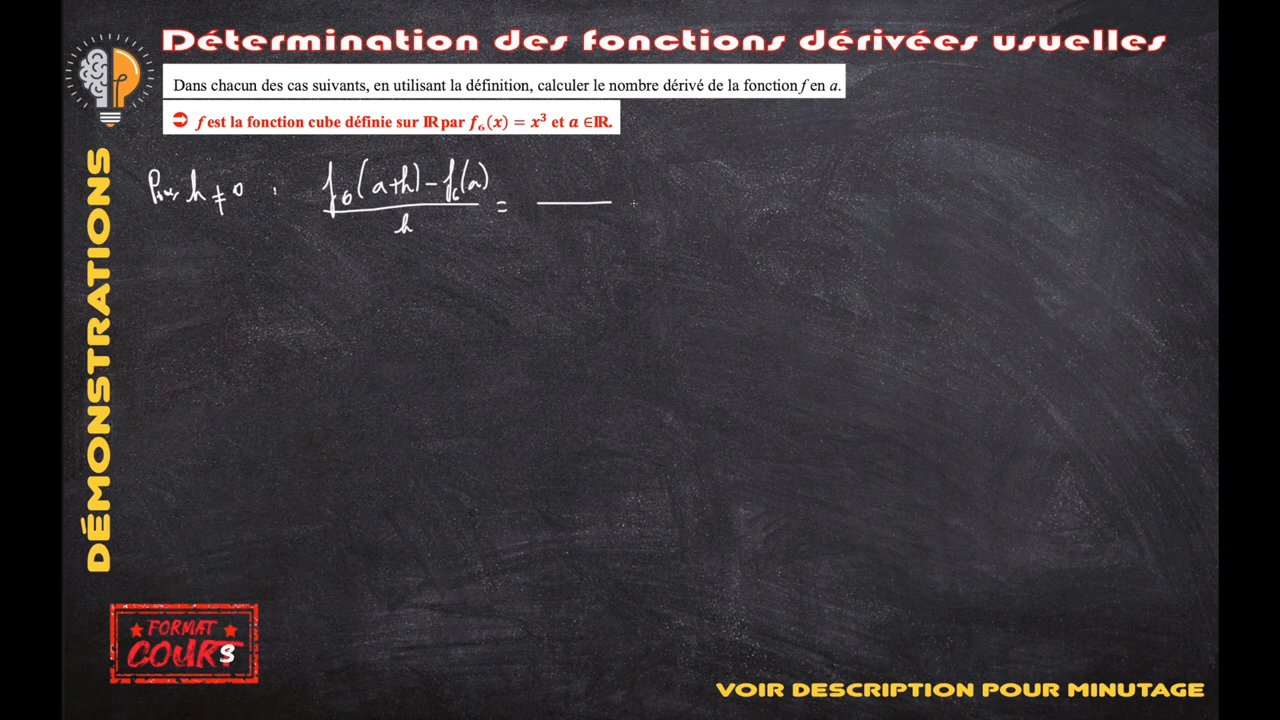 Détermination des fonctions dérivées usuelles
Dans chacun des cas suivants, en utilisant la définition, calculer le nombre dérivé de la fonction f en a.
➲ f est la fonction cube définie sur ℝ par f₆(x) = x³ et a ∈ℝ.
DÉMONSTRATIONS
Pour h ≠ 0 : f₆(a+h) − f₆(a)
h
=
FORMAT
COURS
VOIR DESCRIPTION POUR MINUTAGE